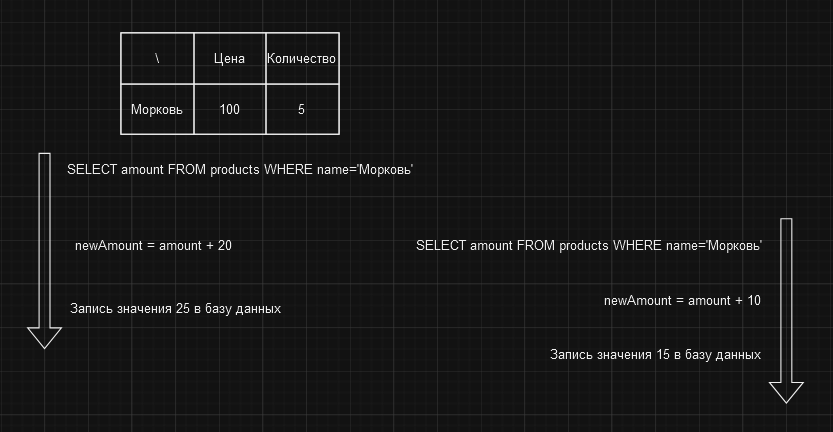 \ Цена Количество
Морковь 100 5
SELECT amount FROM products WHERE name='Морковь'
newAmount = amount + 20
Запись значения 25 в базу данных
SELECT amount FROM products WHERE name='Морковь'
newAmount = amount + 10
Запись значения 15 в базу данных